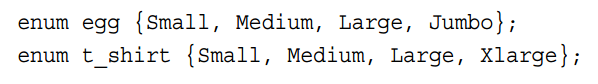 enum egg {Small, Medium, Large, Jumbo};
enum t_shirt {Small, Medium, Large, Xlarge};